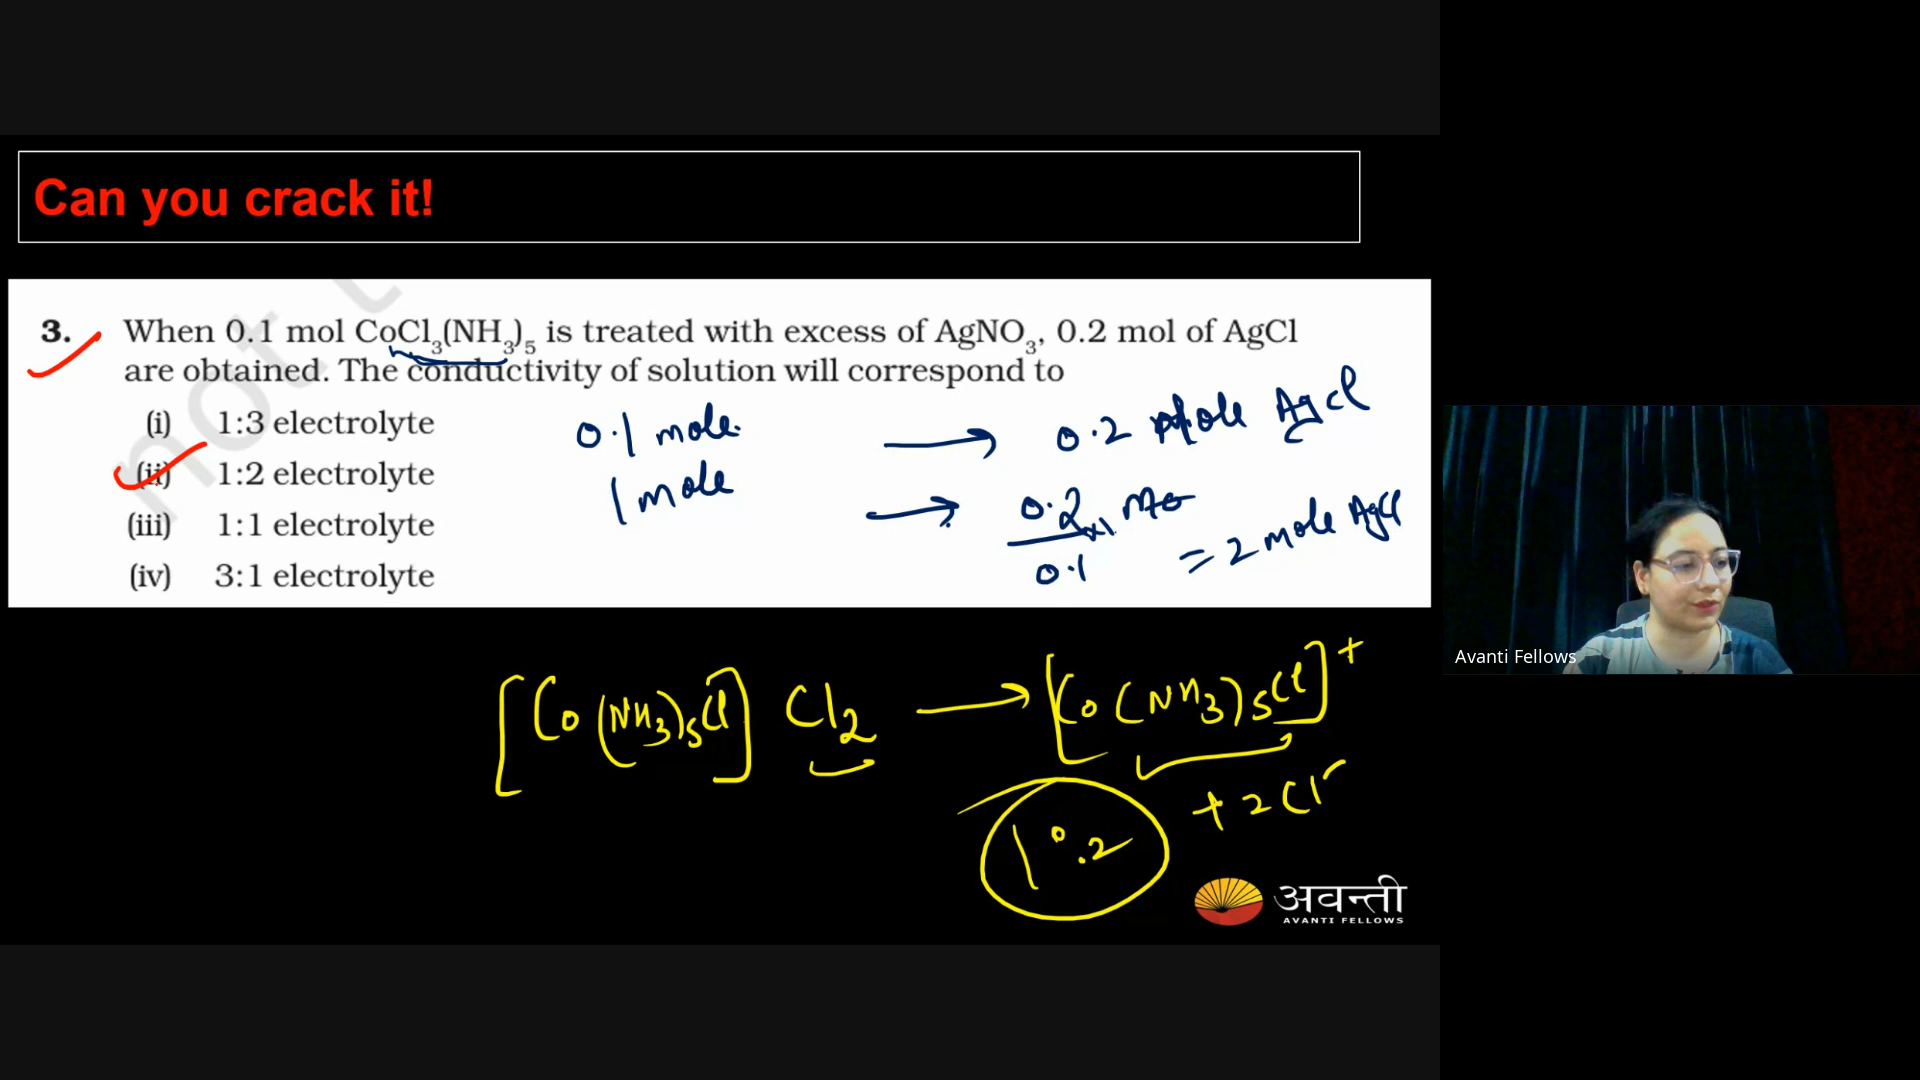 Can you crack it!
3. When 0.1 mol CoCl₃(NH₃)₅ is treated with excess of AgNO₃, 0.2 mol of AgCl
are obtained. The conductivity of solution will correspond to
(i) 1:3 electrolyte
(ii) 1:2 electrolyte
(iii) 1:1 electrolyte
(iv) 3:1 electrolyte
0.1 mole. → 0.2 mole AgCl
1 mole → 0.2×1 mo
0.1
= 2 mole AgCl
[Co(NH₃)₅Cl] Cl₂ → [Co(NH₃)₅Cl]⁺
+ 2Cl⁻
1:2
Avanti Fellows
not t
अवन्ती
AVANTI FELLOWS